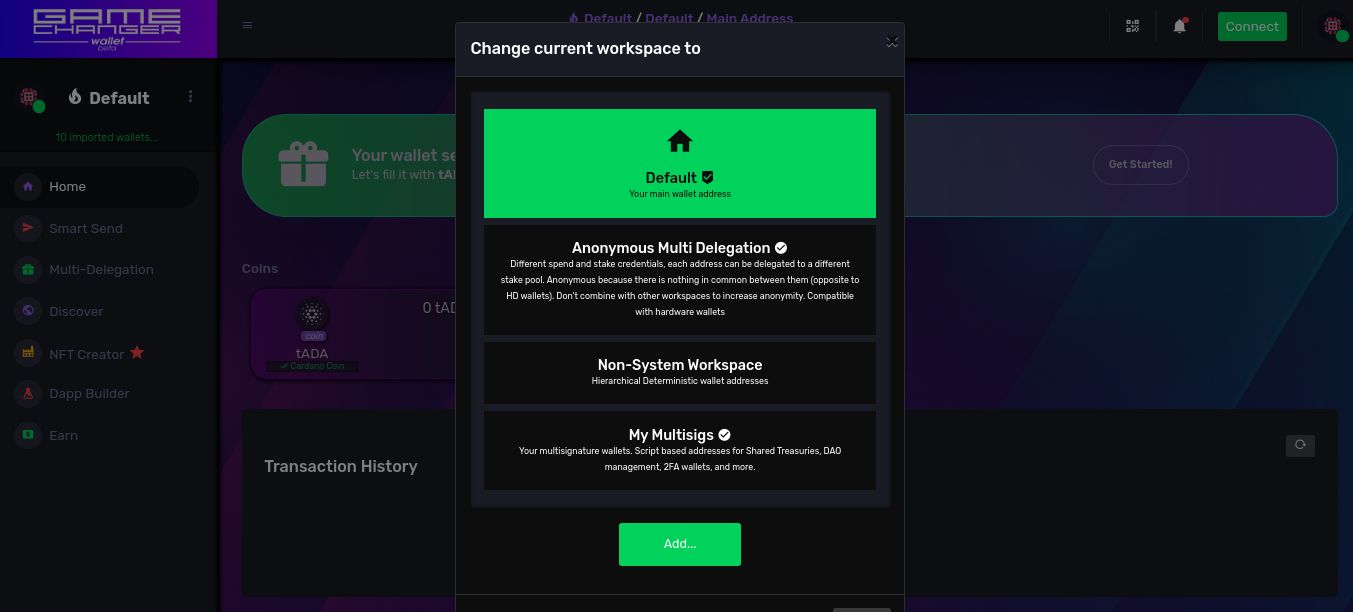 GAME
CHANGER
wallet
beta
Default / Default / Main Address
Connect
Change current workspace to
Default
10 imported wallets...
Home
Smart Send
Multi-Delegation
Discover
NFT Creator
Dapp Builder
Earn
Your wallet se
Let's fill it with tA
Get Started!
Coins
0 tAD
coin
tADA
Cardano Coin
Transaction History
Default
Your main wallet address
Anonymous Multi Delegation
Different spend and stake credentials, each address can be delegated to a different
stake pool. Anonymous because there is nothing in common between them (opposite to
HD wallets). Don't combine with other workspaces to increase anonymity. Compatible
with hardware wallets
Non-System Workspace
Hierarchical Deterministic wallet addresses
My Multisigs
Your multisignature wallets. Script based addresses for Shared Treasuries, DAO
management, 2FA wallets, and more.
Add...